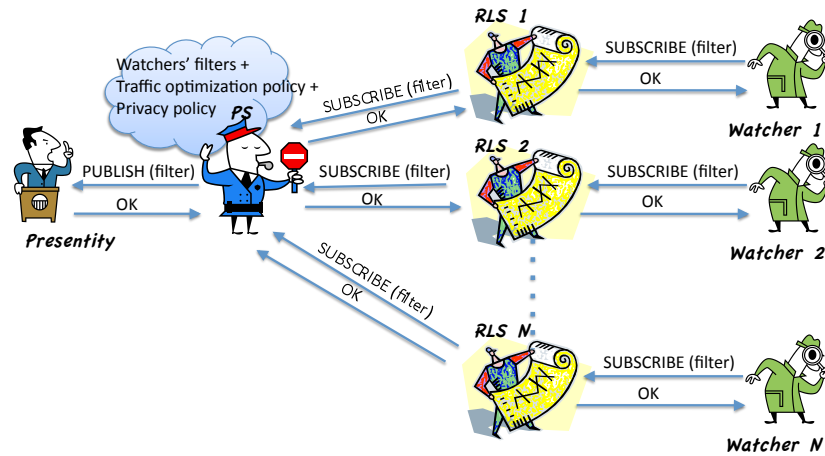 RLS 1
SUBSCRIBE (filter)
OK
Watcher 1
Watchers' filters +
Traffic optimization policy +
Privacy policy
PS
SUBSCRIBE (filter)
OK
RLS 2
PUBLISH (filter)
OK
Presentity
SUBSCRIBE (filter)
OK
SUBSCRIBE (filter)
OK
Watcher 2
SUBSCRIBE (filter)
OK
RLS N
SUBSCRIBE (filter)
OK
Watcher N